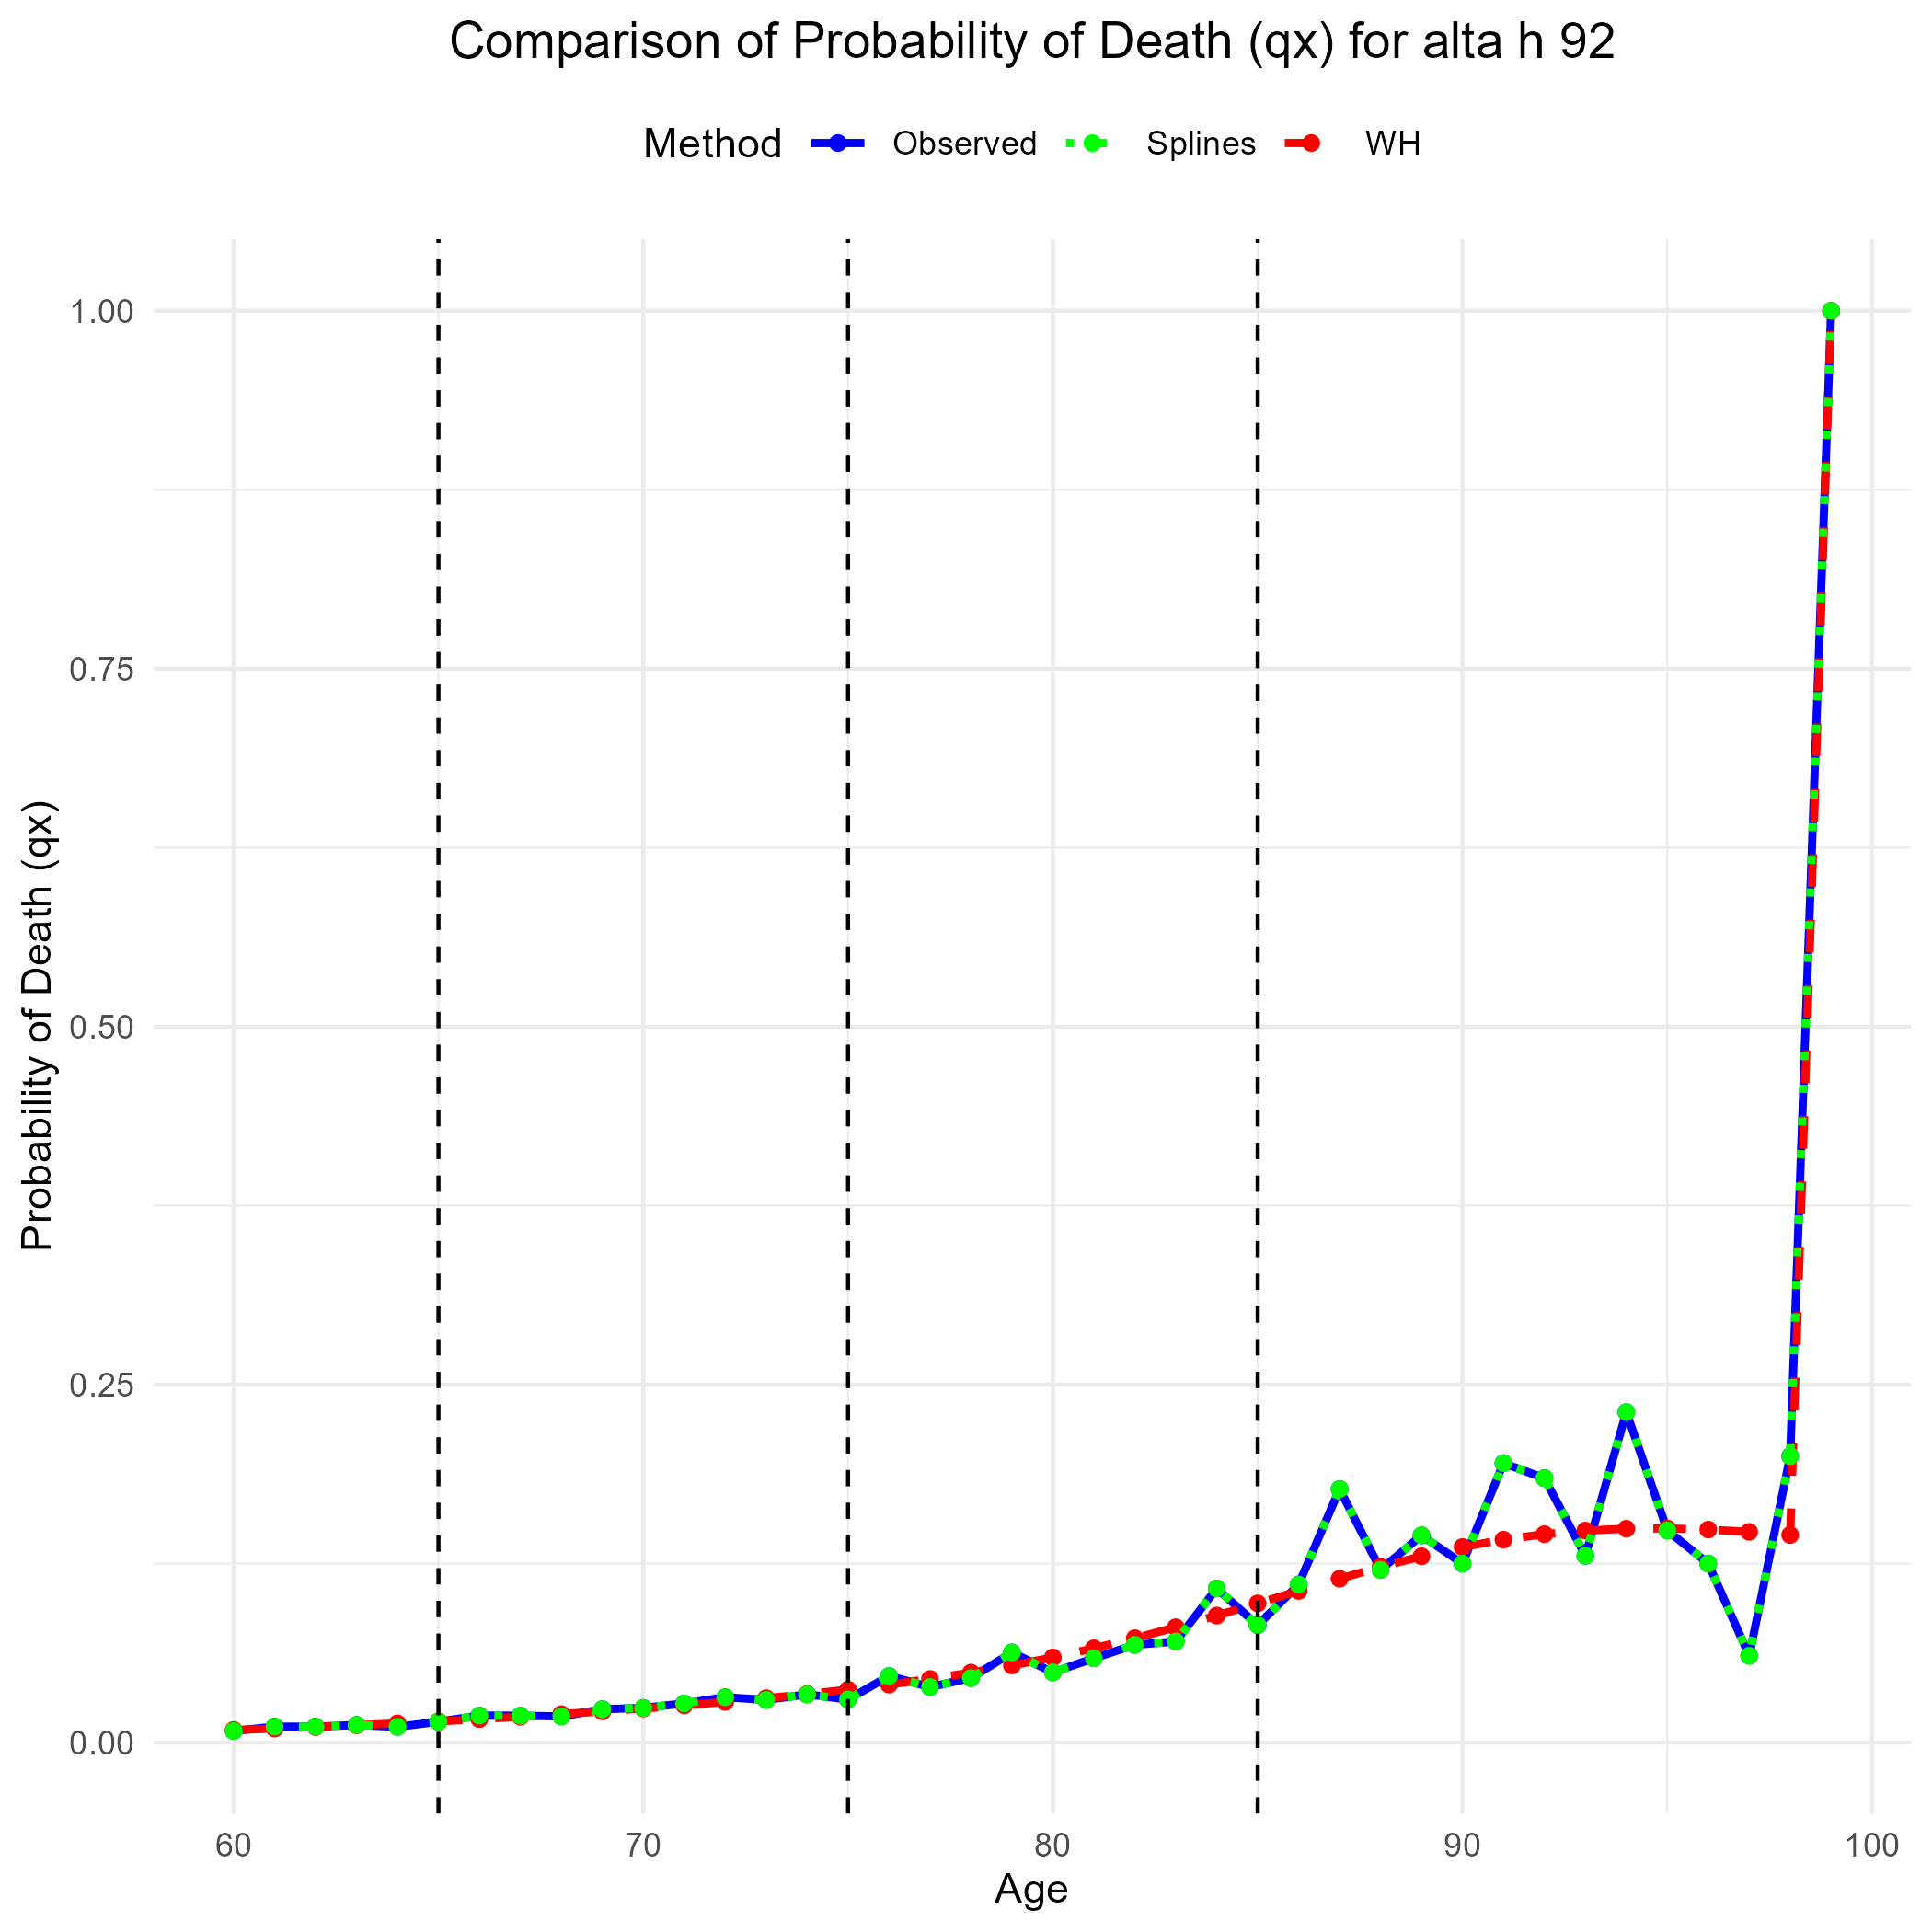 Comparison of Probability of Death (qx) for alta h 92
Method Observed Splines WH
1.00
0.75
0.50
0.25
0.00
Probability of Death (qx)
60 70 80 90 100
Age